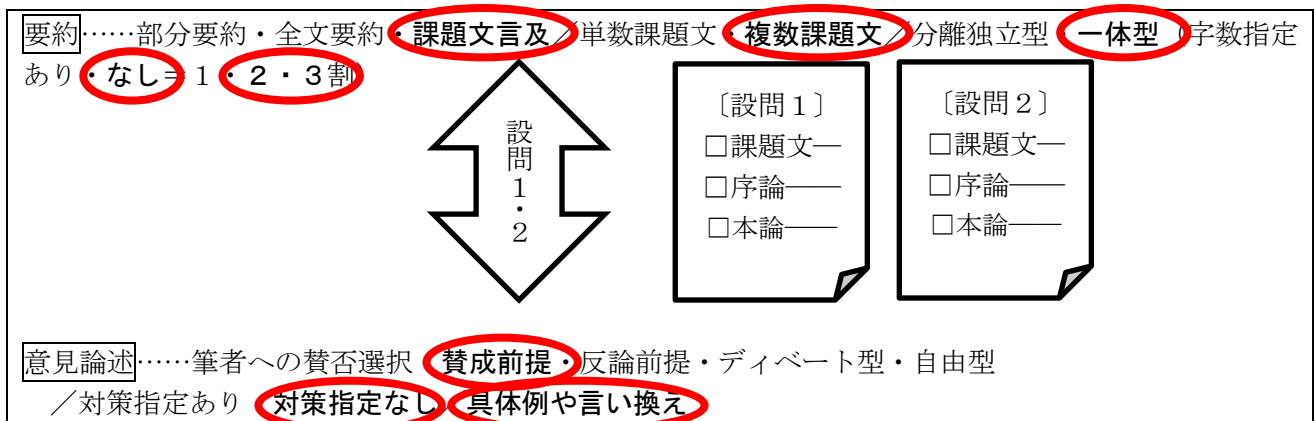 要約……部分要約・全文要約・課題文言及／単数課題文・複数課題文／分離独立型・一体型（字数指定
あり・なし＝１・２・３割）
設問１・２
〔設問１〕
□課題文―
□序論――
□本論――
〔設問２〕
□課題文―
□序論――
□本論――
意見論述……筆者への賛否選択・賛成前提・反論前提・ディベート型・自由型
／対策指定あり・対策指定なし／具体例や言い換え